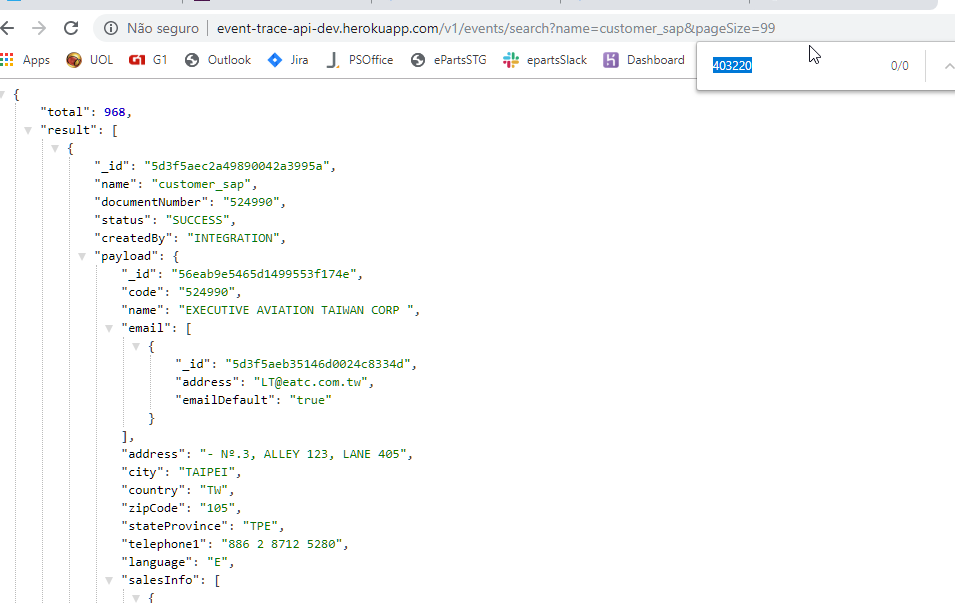 Não seguro event-trace-api-dev.herokuapp.com/v1/events/search?name=customer_sap&pageSize=99
Apps UOL G1 G1 ePartsSTG Outlook Jira PSOffice ePartsSTG epartsSlack Dashboard
403220 0/0
{
"total": 968,
"result": [
{
"_id": "5d3f5aec2a49890042a3995a",
"name": "customer_sap",
"documentNumber": "524990",
"status": "SUCCESS",
"createdBy": "INTEGRATION",
"payload": {
"_id": "56eab9e5465d1499553f174e",
"code": "524990",
"name": "EXECUTIVE AVIATION TAIWAN CORP ",
"email": [
{
"_id": "5d3f5aeb35146d0024c8334d",
"address": "LT@eatc.com.tw",
"emailDefault": "true"
}
],
"address": "- Nº.3, ALLEY 123, LANE 405",
"city": "TAIPEI",
"country": "TW",
"zipCode": "105",
"stateProvince": "TPE",
"telephone1": "886 2 8712 5280",
"language": "E",
"salesInfo": [
{